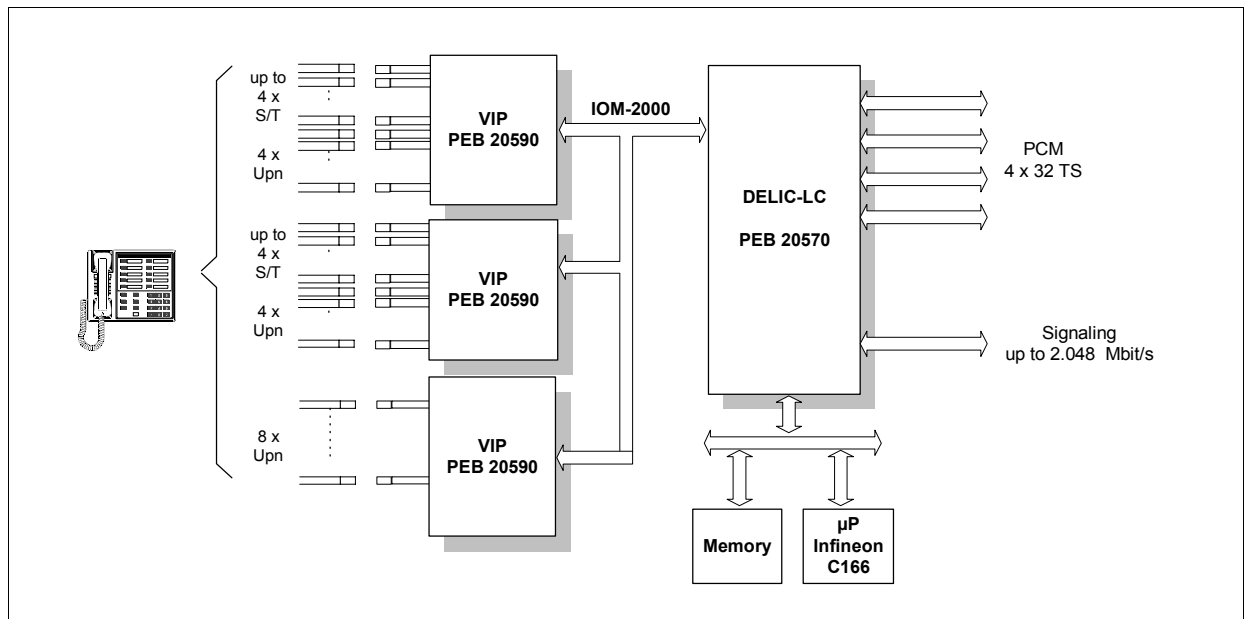 up to
4 x
S/T
4 x
Upn
VIP
PEB 20590
IOM-2000
up to
4 x
S/T
4 x
Upn
VIP
PEB 20590
8 x
Upn
VIP
PEB 20590
DELIC-LC
PEB 20570
PCM
4 x 32 TS
Signaling
up to 2.048 Mbit/s
Memory
µP
Infineon
C166